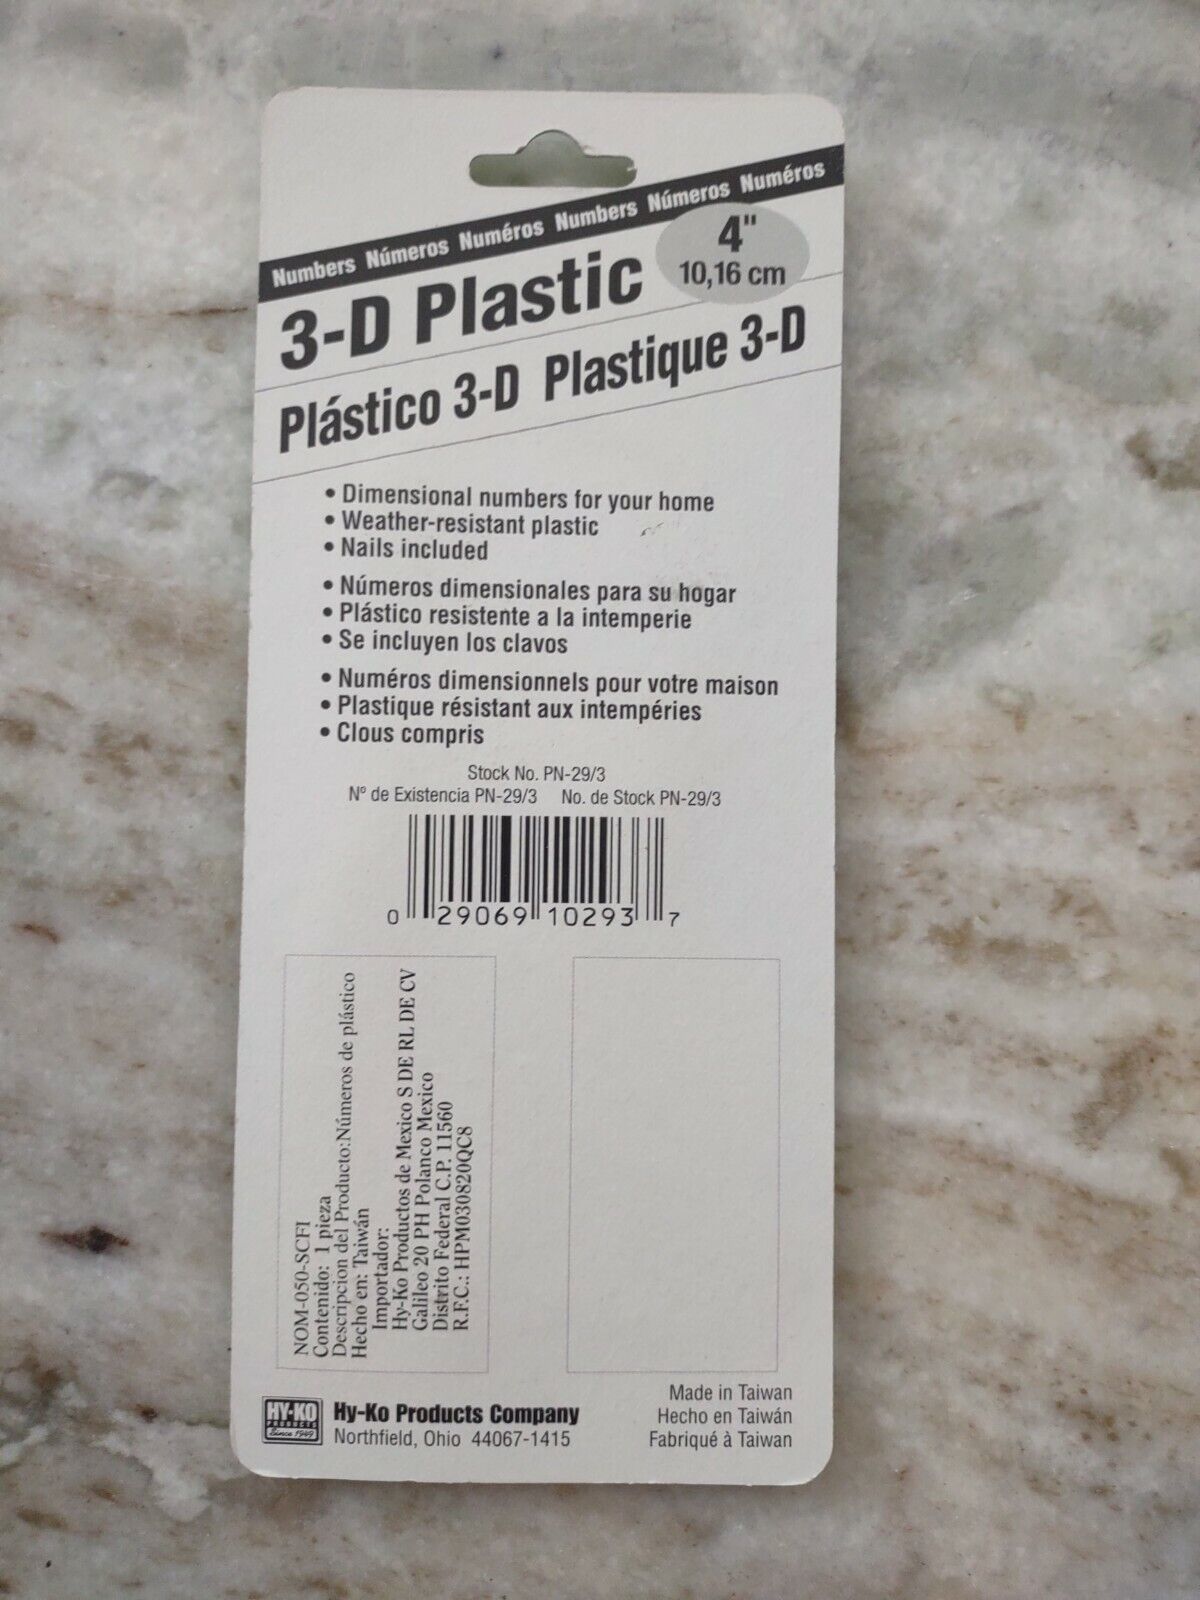 Numbers Números Numéros Numbers Números Numéros
4"
10,16 cm
3-D Plastic
Plástico 3-D Plastique 3-D
• Dimensional numbers for your home
• Weather-resistant plastic
• Nails included
• Números dimensionales para su hogar
• Plástico resistente a la intemperie
• Se incluyen los clavos
• Numéros dimensionnels pour votre maison
• Plastique résistant aux intempéries
• Clous compris
Stock No. PN-29/3
Nº de Existencia PN-29/3 No. de Stock PN-29/3
0 29069 10293 7
NOM-050-SCFI
Contenido: 1 pieza
Descripcion del Producto:Números de plástico
Hecho en: Taiwán
Importador:
Hy-Ko Productos de Mexico S DE RL DE CV
Galileo 20 PH Polanco Mexico
Distrito Federal C.P. 11560
R.F.C.: HPM030820QC8
HY-KO
PRODUCTS
Since 1949
Hy-Ko Products Company
Northfield, Ohio 44067-1415
Made in Taiwan
Hecho en Taiwán
Fabriqué à Taiwan